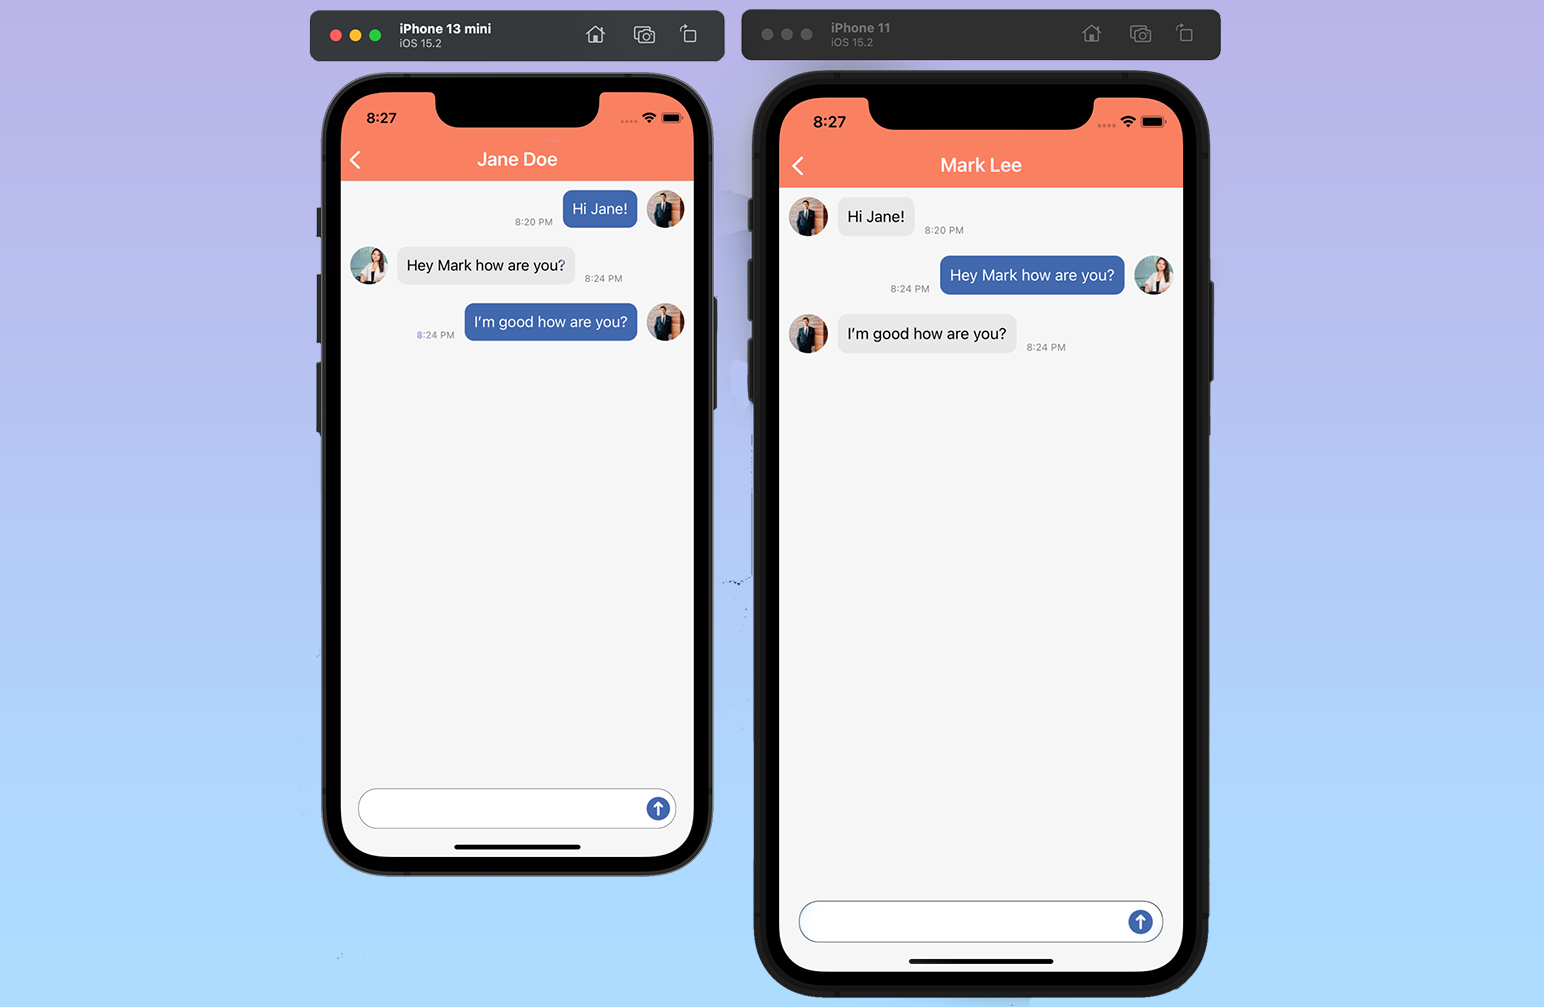 iPhone 13 mini
iOS 15.2
8:27
Jane Doe
Hi Jane!
8:20 PM
Hey Mark how are you?
8:24 PM
I'm good how are you?
8:24 PM
iPhone 11
iOS 15.2
8:27
Mark Lee
Hi Jane!
8:20 PM
Hey Mark how are you?
8:24 PM
I'm good how are you?
8:24 PM